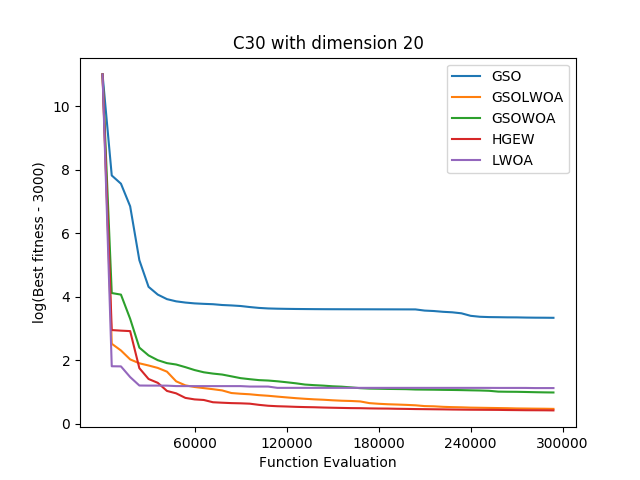 C30 with dimension 20
log(Best fitness - 3000)
10
8
6
4
2
0
GSO
GSOLWOA
GSOWOA
HGEW
LWOA
60000 120000 180000 240000 300000
Function Evaluation